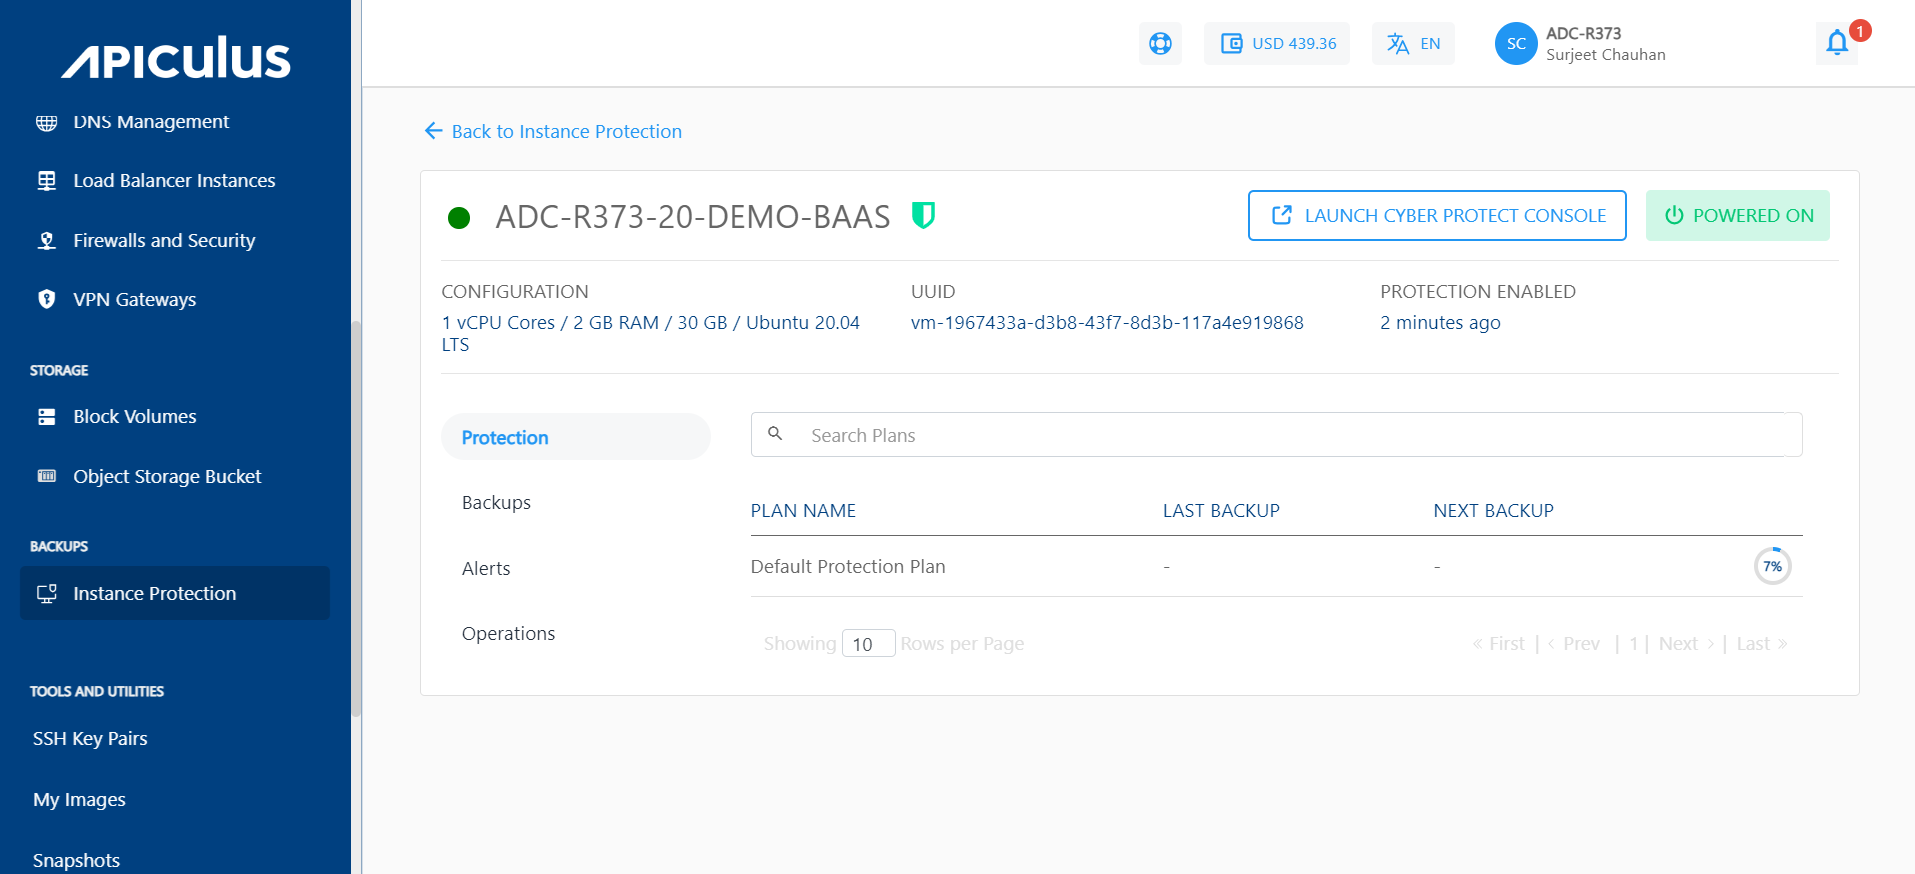 APICULUS
DNS Management
Load Balancer Instances
Firewalls and Security
VPN Gateways
STORAGE
Block Volumes
Object Storage Bucket
BACKUPS
Instance Protection
TOOLS AND UTILITIES
SSH Key Pairs
My Images
Snapshots
USD 439.36
EN
SC
ADC-R373
Surjeet Chauhan
1
Back to Instance Protection
ADC-R373-20-DEMO-BAAS
LAUNCH CYBER PROTECT CONSOLE
POWERED ON
CONFIGURATION
1 vCPU Cores / 2 GB RAM / 30 GB / Ubuntu 20.04
LTS
UUID
vm-1967433a-d3b8-43f7-8d3b-117a4e919868
PROTECTION ENABLED
2 minutes ago
Protection
Backups
Alerts
Operations
Search Plans
PLAN NAME LAST BACKUP NEXT BACKUP
Default Protection Plan - - 7%
Showing 10 Rows per Page
« First | ‹ Prev | 1 | Next › | Last »